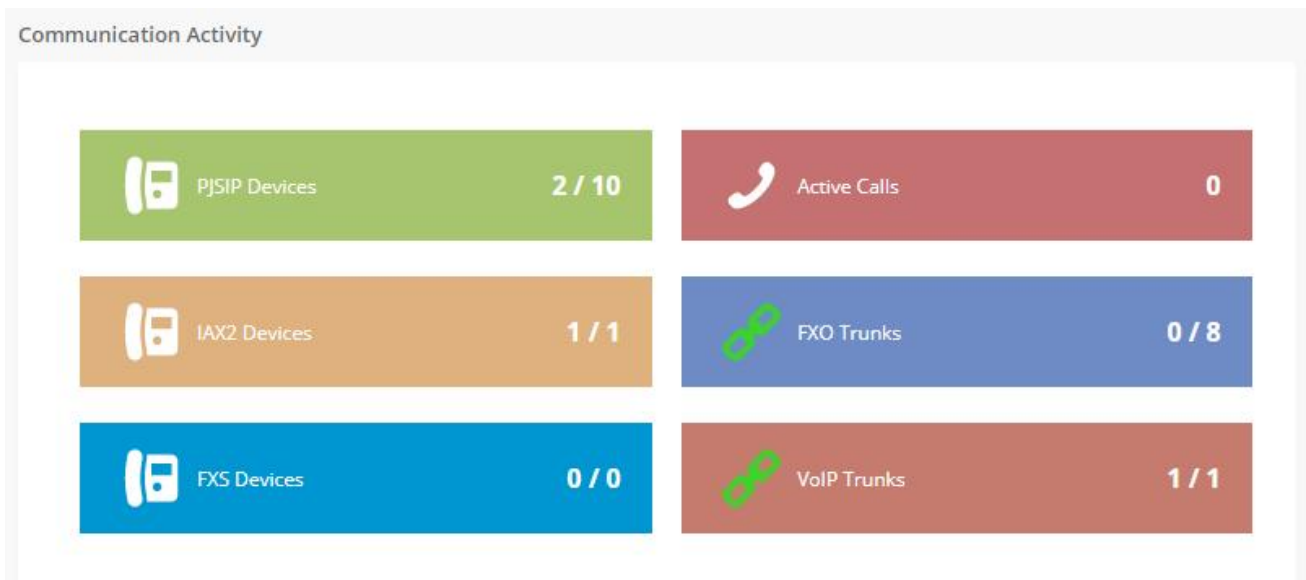 Communication Activity
PJSIP Devices 2 / 10
Active Calls 0
IAX2 Devices 1 / 1
FXO Trunks 0 / 8
FXS Devices 0 / 0
VoIP Trunks 1 / 1